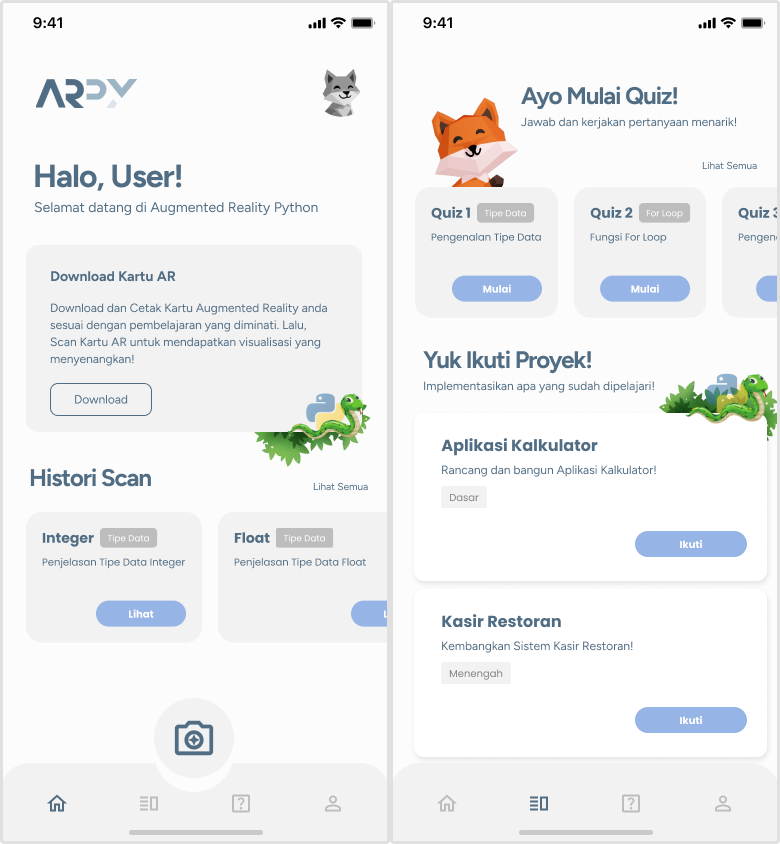 9:41
ARPY
Halo, User!
Selamat datang di Augmented Reality Python
Download Kartu AR
Download dan Cetak Kartu Augmented Reality anda
sesuai dengan pembelajaran yang diminati. Lalu,
Scan Kartu AR untuk mendapatkan visualisasi yang
menyenangkan!
Download
Histori Scan
Lihat Semua
Integer Tipe Data
Penjelasan Tipe Data Integer
Lihat
Float Tipe Data
Penjelasan Tipe Data Float
L
9:41
Ayo Mulai Quiz!
Jawab dan kerjakan pertanyaan menarik!
Lihat Semua
Quiz 1 Tipe Data
Pengenalan Tipe Data
Mulai
Quiz 2 For Loop
Fungsi For Loop
Mulai
Quiz 3
Pengen
Yuk Ikuti Proyek!
Implementasikan apa yang sudah dipelajari!
Aplikasi Kalkulator
Rancang dan bangun Aplikasi Kalkulator!
Dasar
Ikuti
Kasir Restoran
Kembangkan Sistem Kasir Restoran!
Menengah
Ikuti